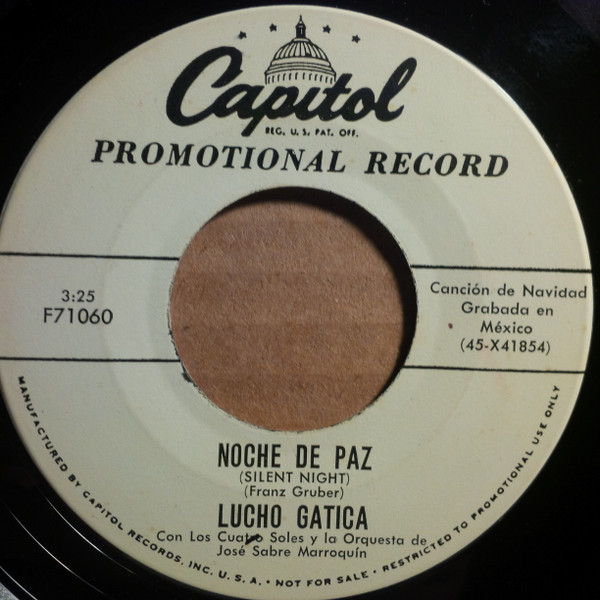 Capitol
REG. U. S. PAT. OFF.
PROMOTIONAL RECORD
3:25
F71060
Canción de Navidad
Grabada en
México
(45-X41854)
NOCHE DE PAZ
(SILENT NIGHT)
(Franz Gruber)
LUCHO GATICA
Con Los Cuatro Soles y la Orquesta de
José Sabre Marroquín
MANUFACTURED BY CAPITOL RECORDS, INC. U. S. A. • NOT FOR SALE • RESTRICTED TO PROMOTIONAL USE ONLY